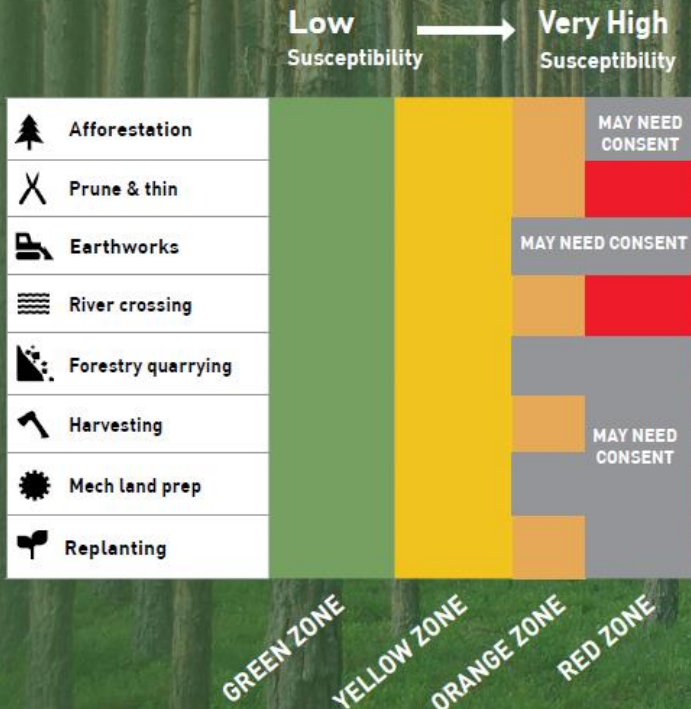 Low
Susceptibility
Very High
Susceptibility
Afforestation
MAY NEED
CONSENT
Prune & thin
Earthworks
MAY NEED CONSENT
River crossing
Forestry quarrying
Harvesting
MAY NEED
CONSENT
Mech land prep
Replanting
GREEN ZONE
YELLOW ZONE
ORANGE ZONE
RED ZONE